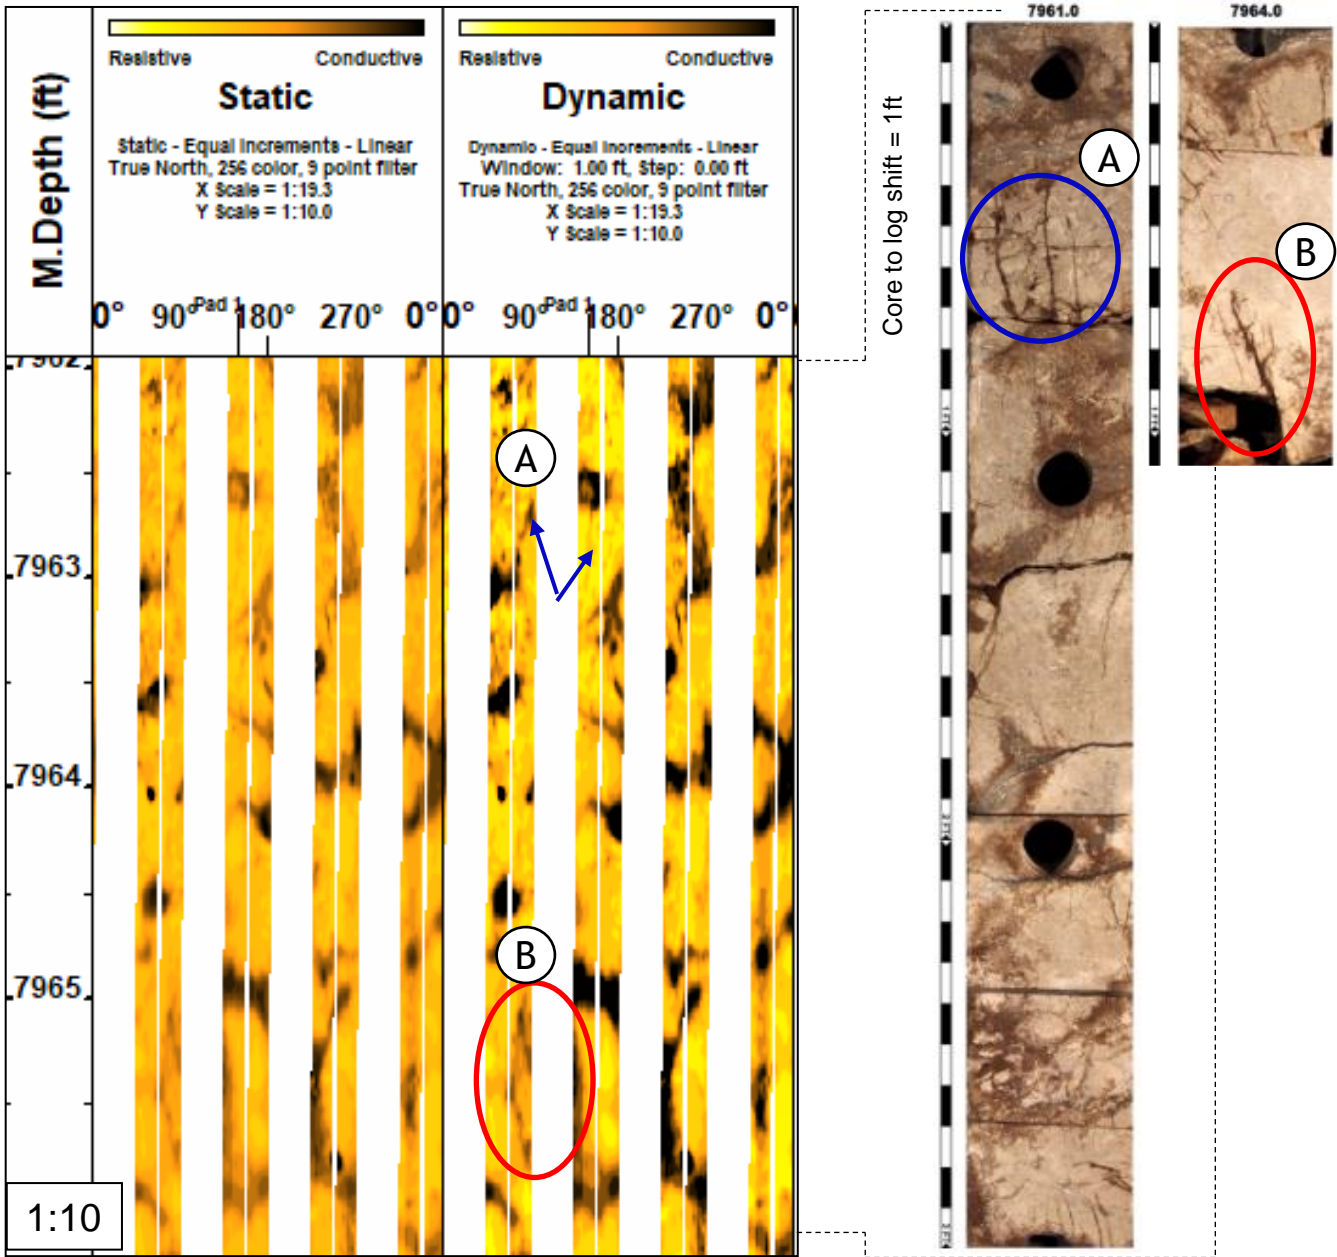 M.Depth (ft)
Resistive Conductive
Static
Static - Equal Increments - Linear
True North, 256 color, 9 point filter
X Scale = 1:19.3
Y Scale = 1:10.0
Pad 1
0° 90° 180° 270° 0°
Resistive Conductive
Dynamic
Dynamic - Equal Increments - Linear
Window: 1.00 ft, Step: 0.00 ft
True North, 256 color, 9 point filter
X Scale = 1:19.3
Y Scale = 1:10.0
Pad 1
0° 90° 180° 270° 0°
7962
7963
7964
7965
A
B
1:10
Core to log shift = 1ft
7961.0
A
7964.0
B